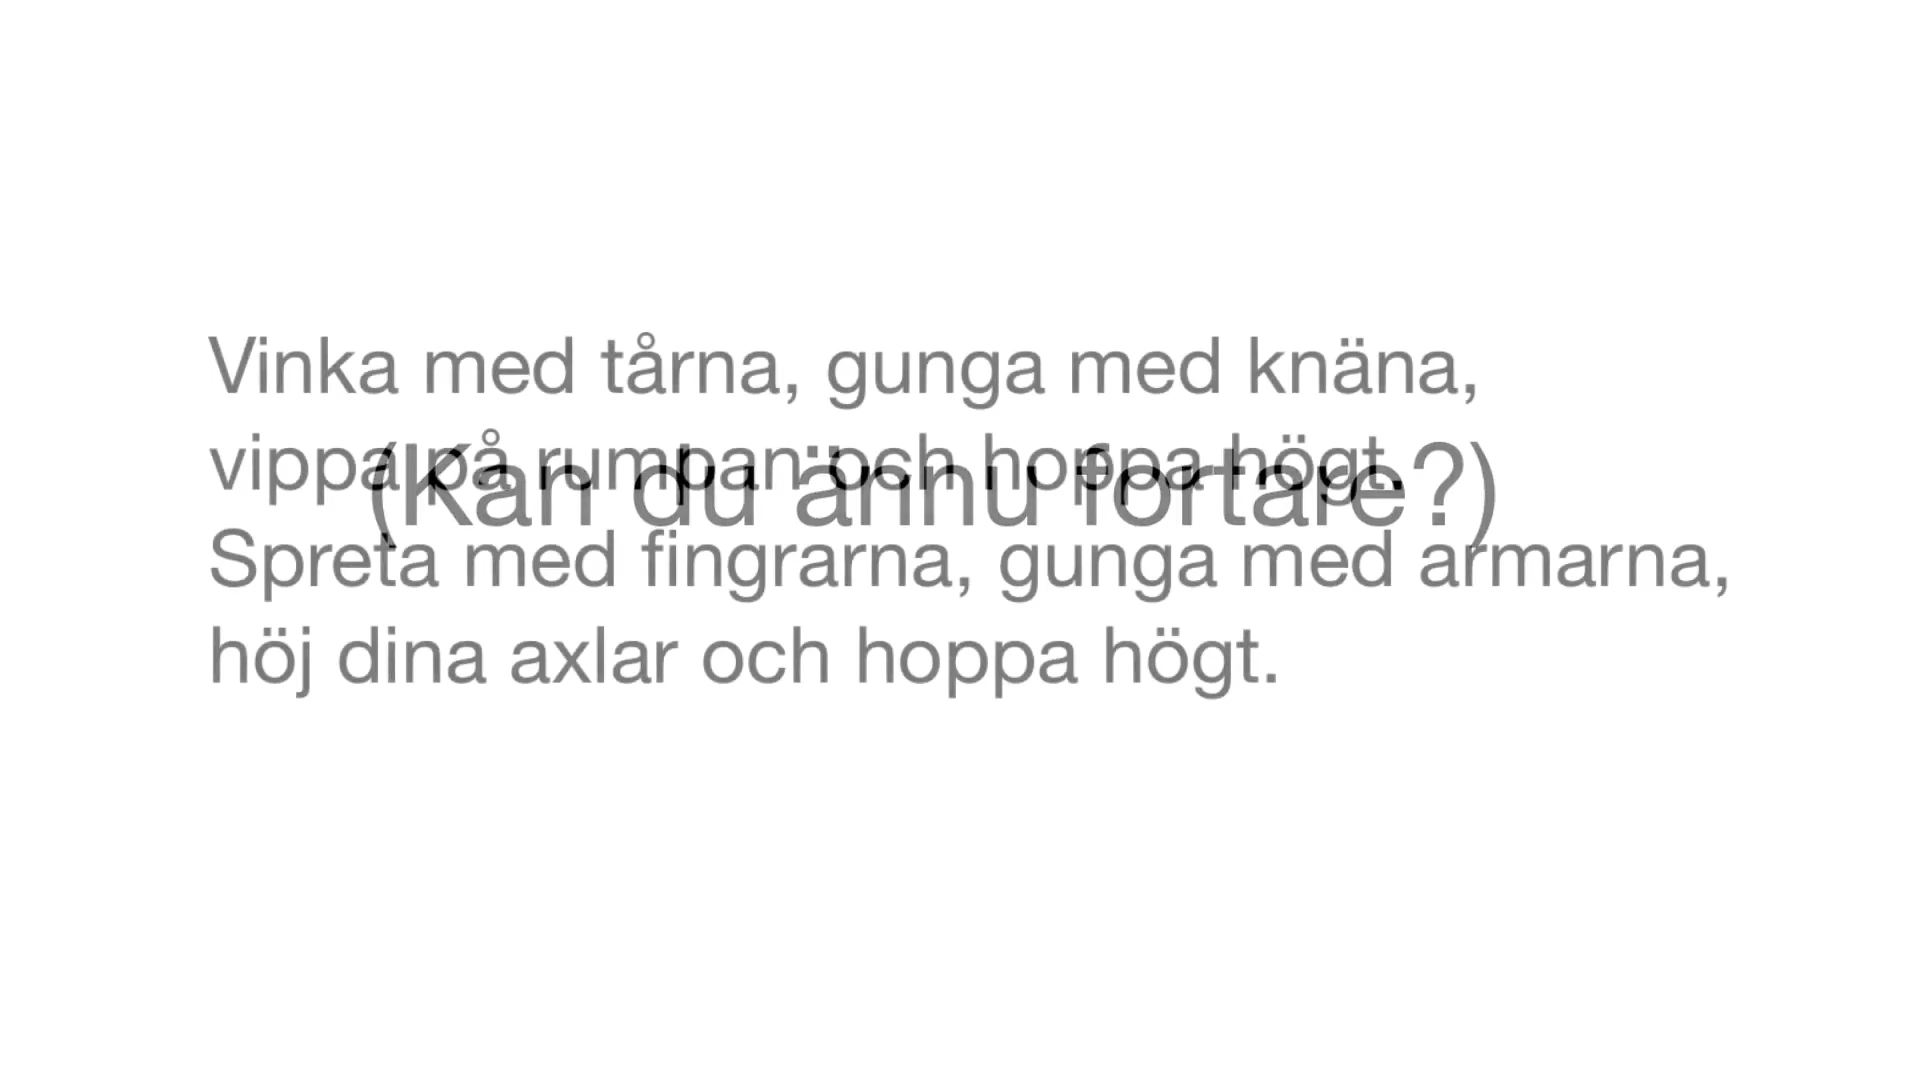 Vinka med tårna, gunga med knäna,
vippa på rumpan och hoppa högt.
(Kan du ännu fortare?)
Spreta med fingrarna, gunga med armarna,
höj dina axlar och hoppa högt.